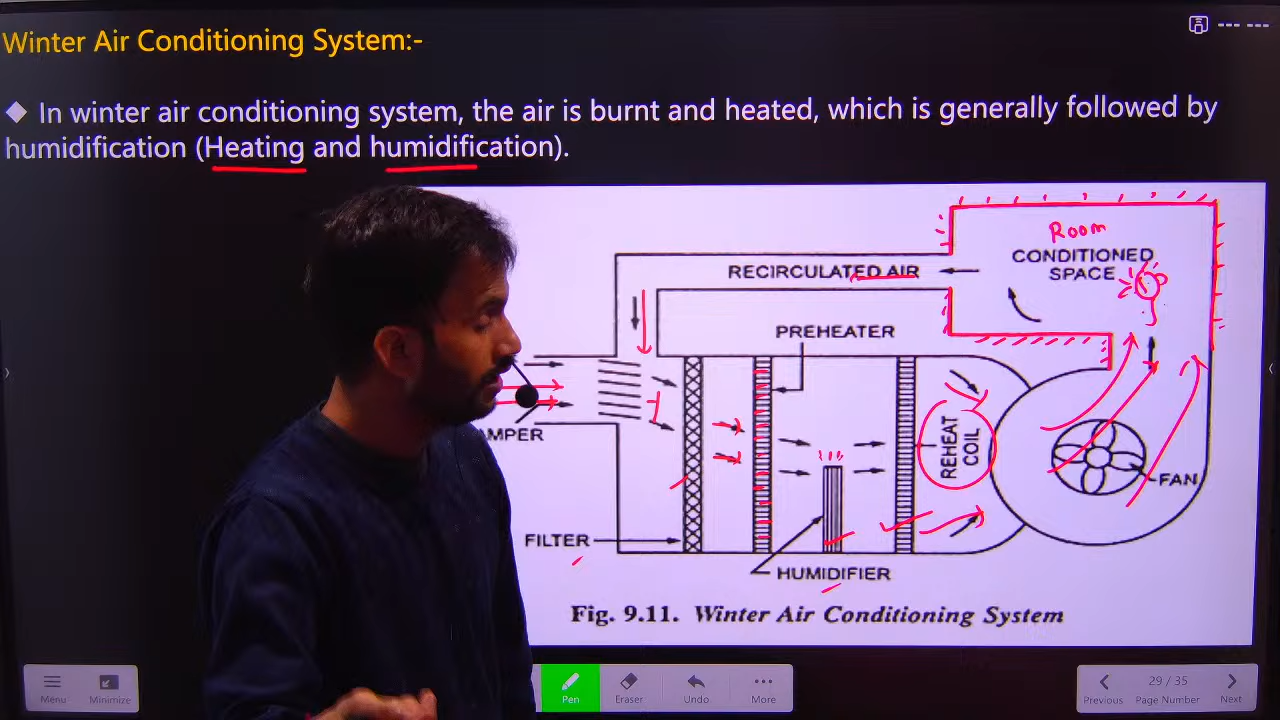 Winter Air Conditioning System:-
In winter air conditioning system, the air is burnt and heated, which is generally followed by
humidification (Heating and humidification).
Room
CONDITIONED
SPACE
RECIRCULATED AIR
PREHEATER
AMPER
REHEAT
COIL
FAN
FILTER
HUMIDIFIER
Fig. 9.11. Winter Air Conditioning System
Menu
Minimize
Pen
Eraser
Undo
More
29 / 35
Previous
Page Number
Next